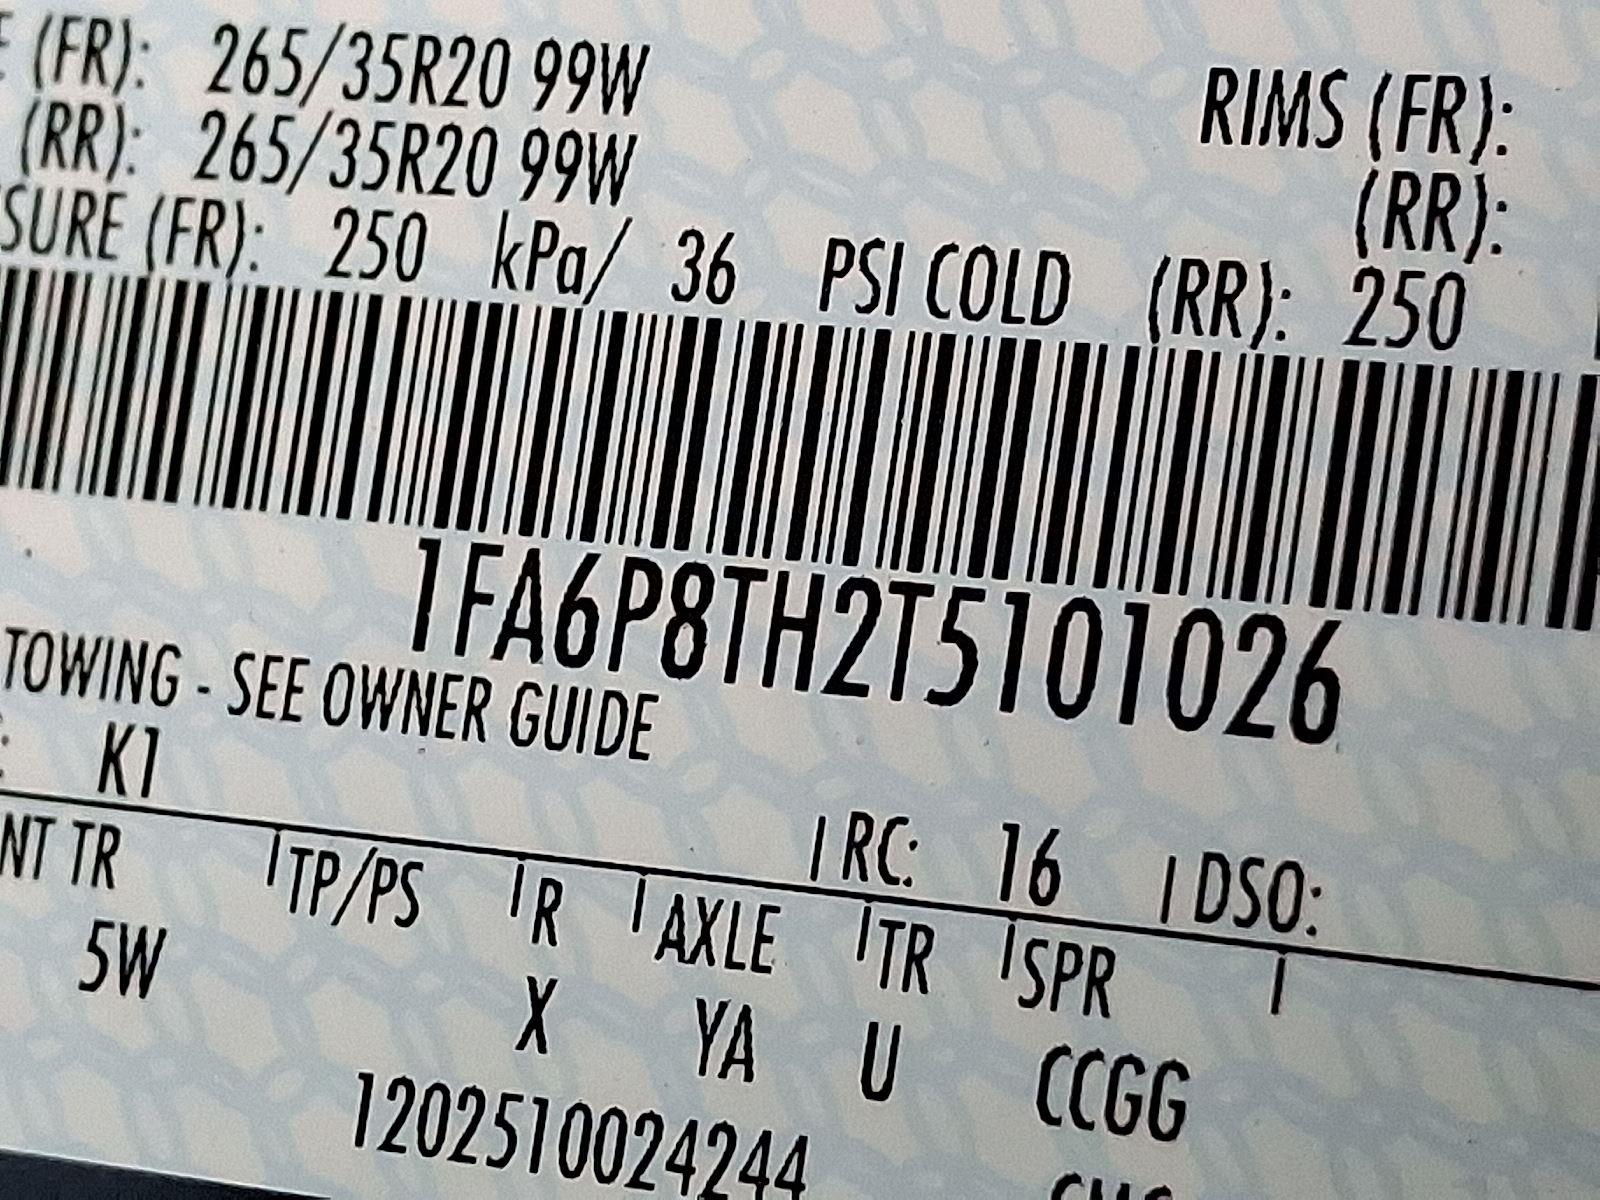 (FR): 265/35R20 99W RIMS (FR):
(RR): 265/35R20 99W (RR):
SURE (FR): 250 kPa/ 36 PSI COLD (RR): 250
1FA6P8TH2T5101026
TOWING - SEE OWNER GUIDE
: K1 RC: 16 DSO:
NT TR TP/PS R AXLE TR SPR
5W X YA U CCGG
1202510024244